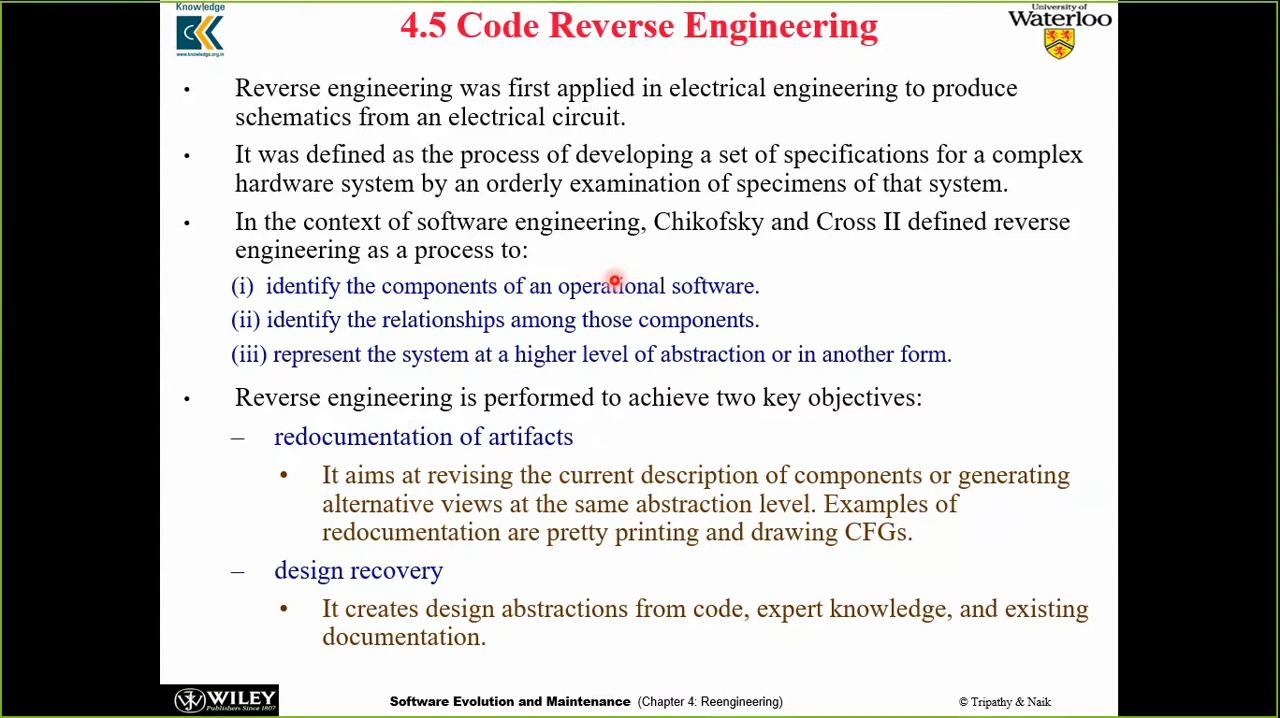 Knowledge
www.Knowledge.org.in
4.5 Code Reverse Engineering
University of
Waterloo
• Reverse engineering was first applied in electrical engineering to produce
schematics from an electrical circuit.
• It was defined as the process of developing a set of specifications for a complex
hardware system by an orderly examination of specimens of that system.
• In the context of software engineering, Chikofsky and Cross II defined reverse
engineering as a process to:
(i) identify the components of an operational software.
(ii) identify the relationships among those components.
(iii) represent the system at a higher level of abstraction or in another form.
• Reverse engineering is performed to achieve two key objectives:
– redocumentation of artifacts
• It aims at revising the current description of components or generating
alternative views at the same abstraction level. Examples of
redocumentation are pretty printing and drawing CFGs.
– design recovery
• It creates design abstractions from code, expert knowledge, and existing
documentation.
WILEY
Publishers Since 1807
Software Evolution and Maintenance (Chapter 4: Reengineering)
© Tripathy & Naik